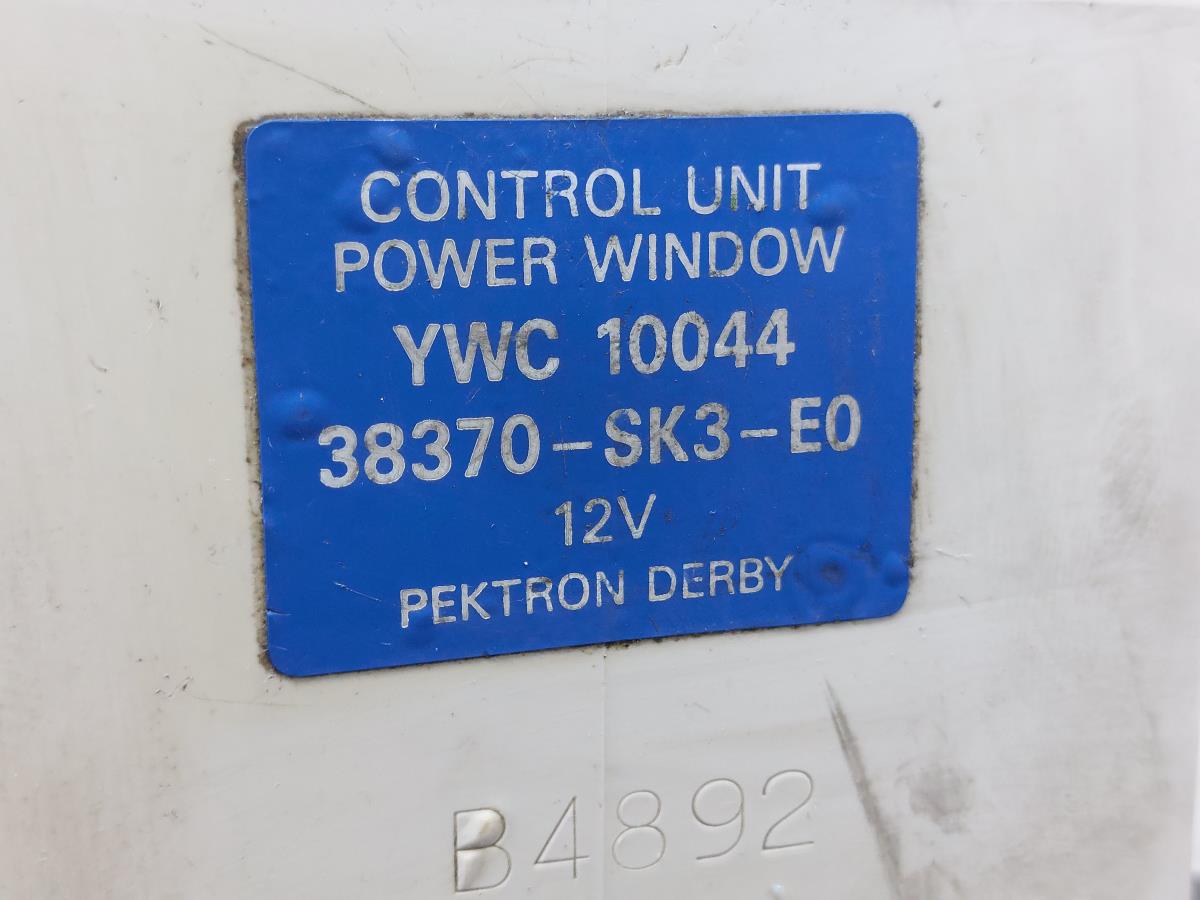 CONTROL UNIT
POWER WINDOW
YWC 10044
38370-SK3-E0
12V
PEKTRON DERBY
B4892